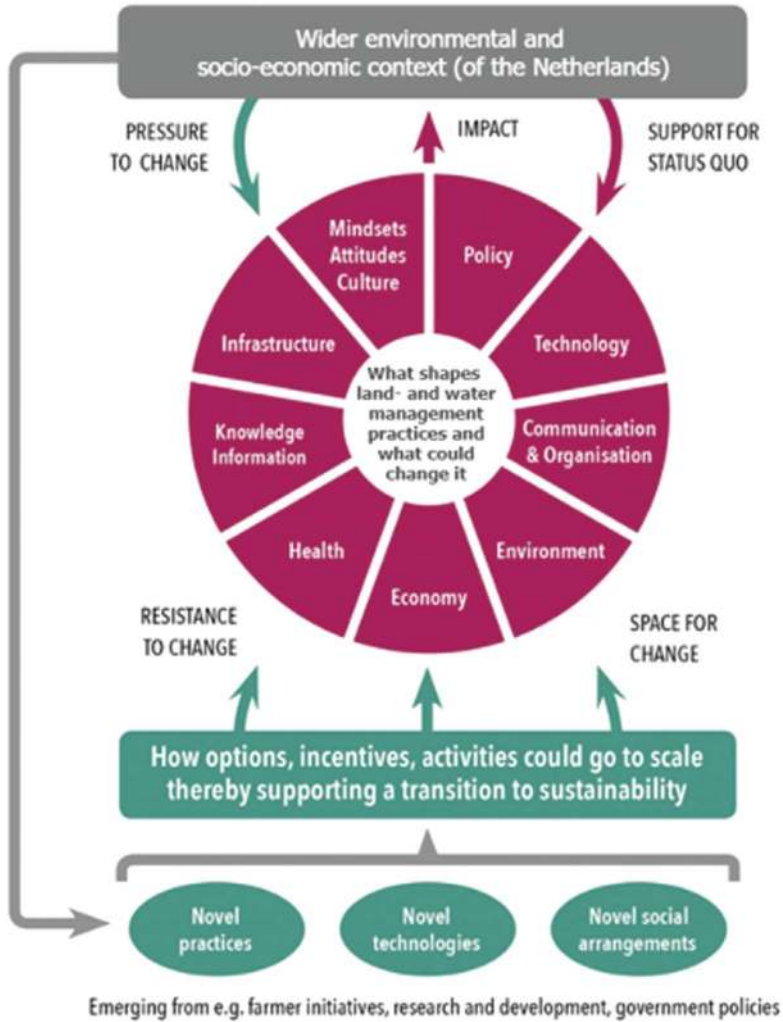 Wider environmental and
socio-economic context (of the Netherlands)
PRESSURE
TO CHANGE
IMPACT
SUPPORT FOR
STATUS QUO
Mindsets
Attitudes
Culture
Policy
Infrastructure
Technology
What shapes
land- and water
management
practices and
what could
change it
Knowledge
Information
Communication
& Organisation
Health
Environment
Economy
RESISTANCE
TO CHANGE
SPACE FOR
CHANGE
How options, incentives, activities could go to scale
thereby supporting a transition to sustainability
Novel
practices
Novel
technologies
Novel social
arrangements
Emerging from e.g. farmer initiatives, research and development, government policies